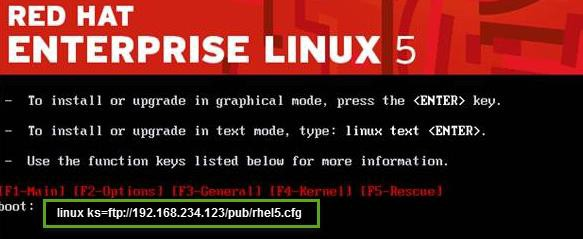 RED HAT
ENTERPRISE LINUX 5
- To install or upgrade in graphical mode, press the <ENTER> key.
- To install or upgrade in text mode, type: linux text <ENTER>.
- Use the function keys listed below for more information.
[F1-Main] [F2-Options] [F3-General] [F4-Kernel] [F5-Rescue]
boot: linux ks=ftp://192.168.234.123/pub/rhel5.cfg